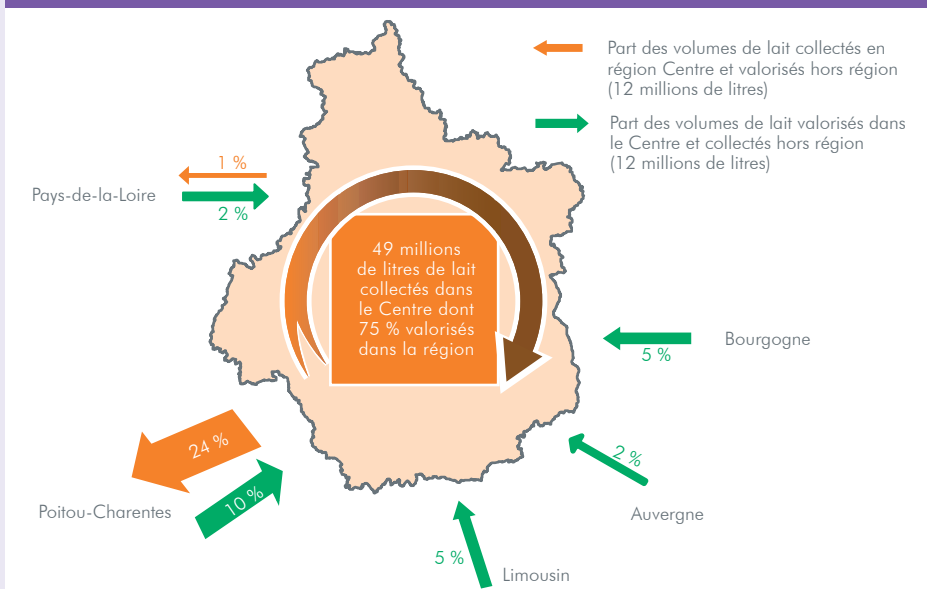 Part des volumes de lait collectés en
région Centre et valorisés hors région
(12 millions de litres)
Part des volumes de lait valorisés dans
le Centre et collectés hors région
(12 millions de litres)
1 %
Pays-de-la-Loire
2 %
49 millions
de litres de lait
collectés dans
le Centre dont
75 % valorisés
dans la région
Bourgogne
5 %
24 %
10 %
Poitou-Charentes
2 %
Auvergne
5 %
Limousin